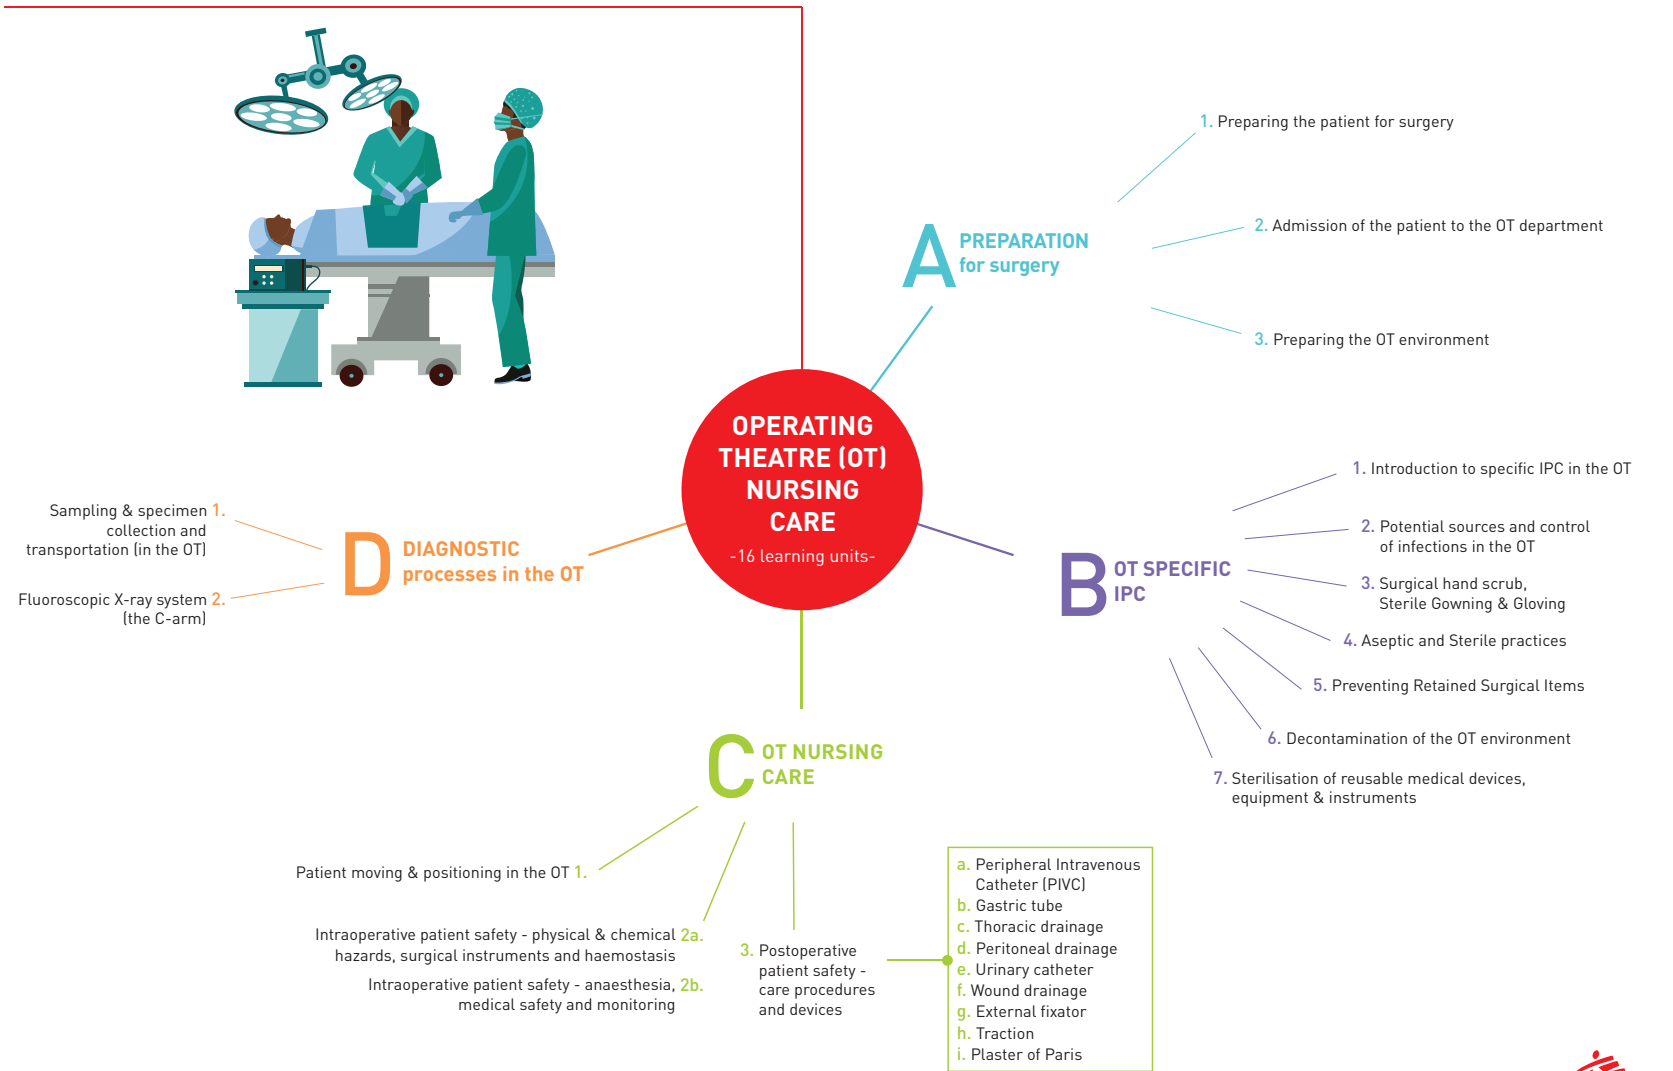 OPERATING
THEATRE (OT)
NURSING
CARE
-16 learning units-
A
PREPARATION
for surgery
1. Preparing the patient for surgery
2. Admission of the patient to the OT department
3. Preparing the OT environment
B
OT SPECIFIC
IPC
1. Introduction to specific IPC in the OT
2. Potential sources and control
of infections in the OT
3. Surgical hand scrub,
Sterile Gowning & Gloving
4. Aseptic and Sterile practices
5. Preventing Retained Surgical Items
6. Decontamination of the OT environment
7. Sterilisation of reusable medical devices,
equipment & instruments
C
OT NURSING
CARE
Patient moving & positioning in the OT 1.
Intraoperative patient safety - physical & chemical 2a.
hazards, surgical instruments and haemostasis
Intraoperative patient safety - anaesthesia, 2b.
medical safety and monitoring
3. Postoperative
patient safety -
care procedures
and devices
a. Peripheral Intravenous
Catheter (PIVC)
b. Gastric tube
c. Thoracic drainage
d. Peritoneal drainage
e. Urinary catheter
f. Wound drainage
g. External fixator
h. Traction
i. Plaster of Paris
D
DIAGNOSTIC
processes in the OT
Sampling & specimen 1.
collection and
transportation (in the OT)
Fluoroscopic X-ray system 2.
(the C-arm)